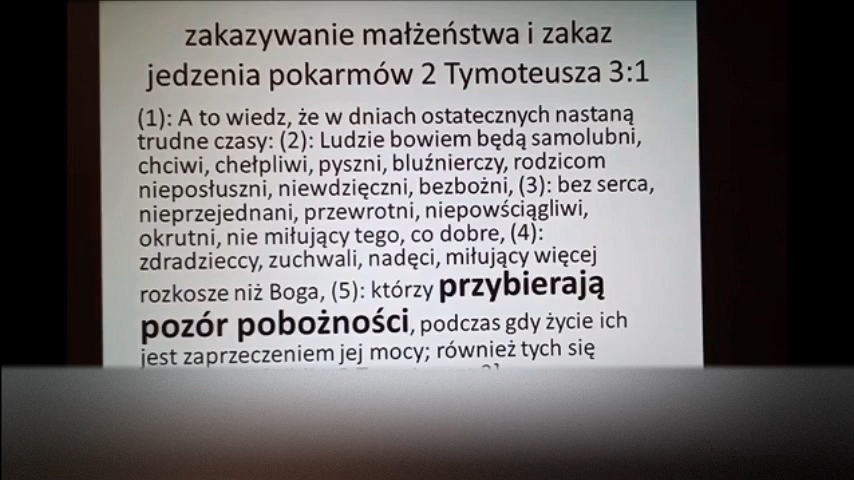 zakazywanie małżeństwa i zakaz
jedzenia pokarmów 2 Tymoteusza 3:1
(1): A to wiedz, że w dniach ostatecznych nastaną
trudne czasy: (2): Ludzie bowiem będą samolubni,
chciwi, chełpliwi, pyszni, bluźnierczy, rodzicom
nieposłuszni, niewdzięczni, bezbożni, (3): bez serca,
nieprzejednani, przewrotni, niepowściągliwi,
okrutni, nie miłujący tego, co dobre, (4):
zdradzieccy, zuchwali, nadęci, miłujący więcej
rozkosze niż Boga, (5): którzy przybierają
pozór pobożności, podczas gdy życie ich
jest zaprzeczeniem jej mocy; również tych się